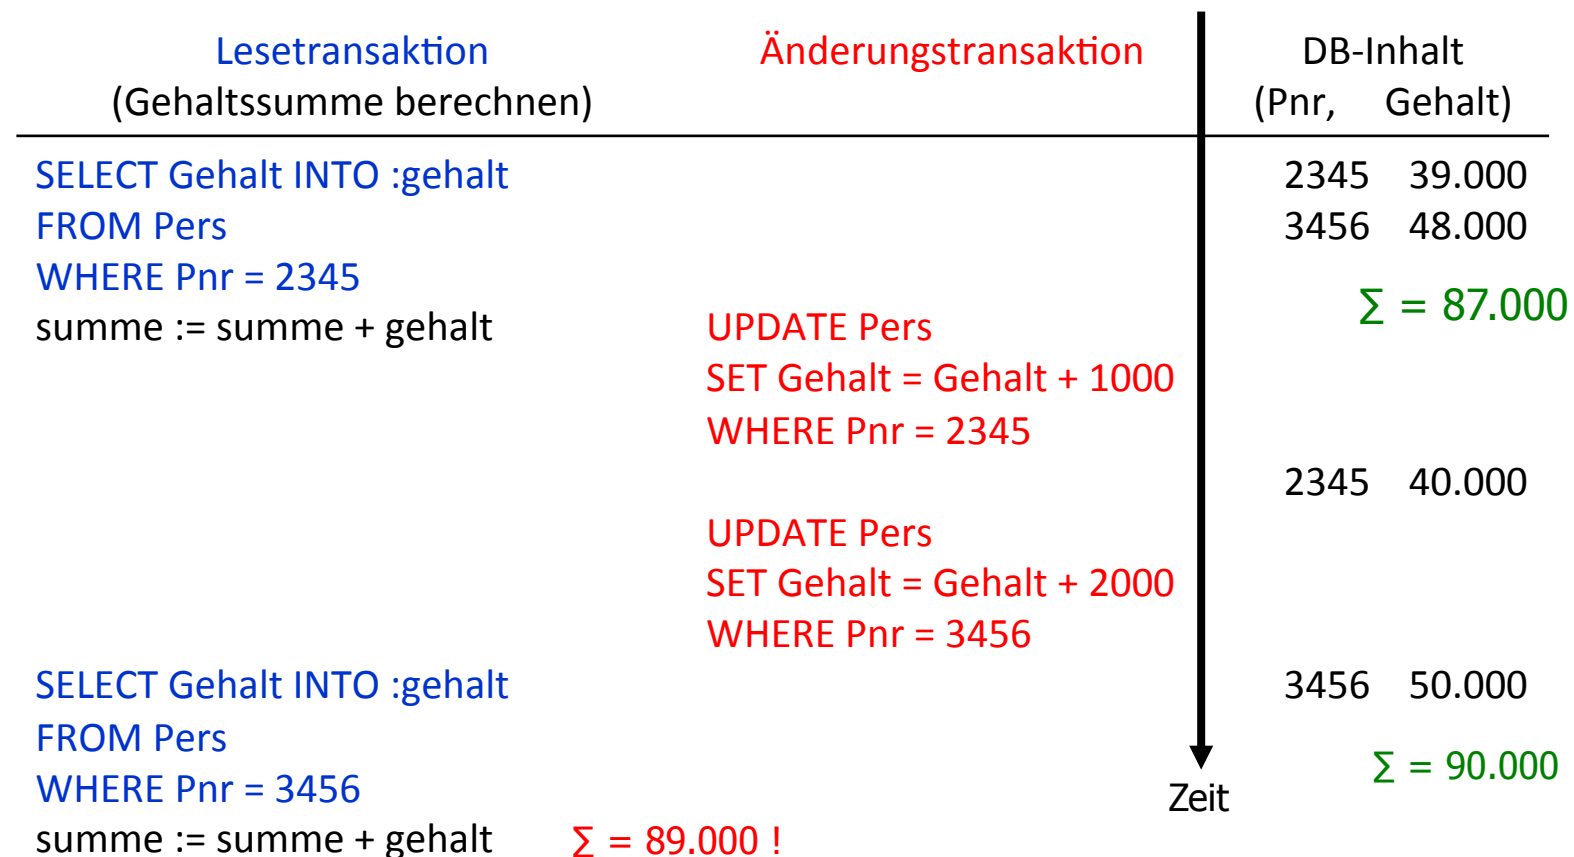 Lesetransaktion Änderungstransaktion DB-Inhalt
(Gehaltssumme berechnen) (Pnr, Gehalt)
SELECT Gehalt INTO :gehalt 2345 39.000
FROM Pers 3456 48.000
WHERE Pnr = 2345
∑ = 87.000
summe := summe + gehalt UPDATE Pers
SET Gehalt = Gehalt + 1000
WHERE Pnr = 2345
2345 40.000
UPDATE Pers
SET Gehalt = Gehalt + 2000
WHERE Pnr = 3456
SELECT Gehalt INTO :gehalt 3456 50.000
FROM Pers
∑ = 90.000
WHERE Pnr = 3456
Zeit
summe := summe + gehalt ∑ = 89.000 !